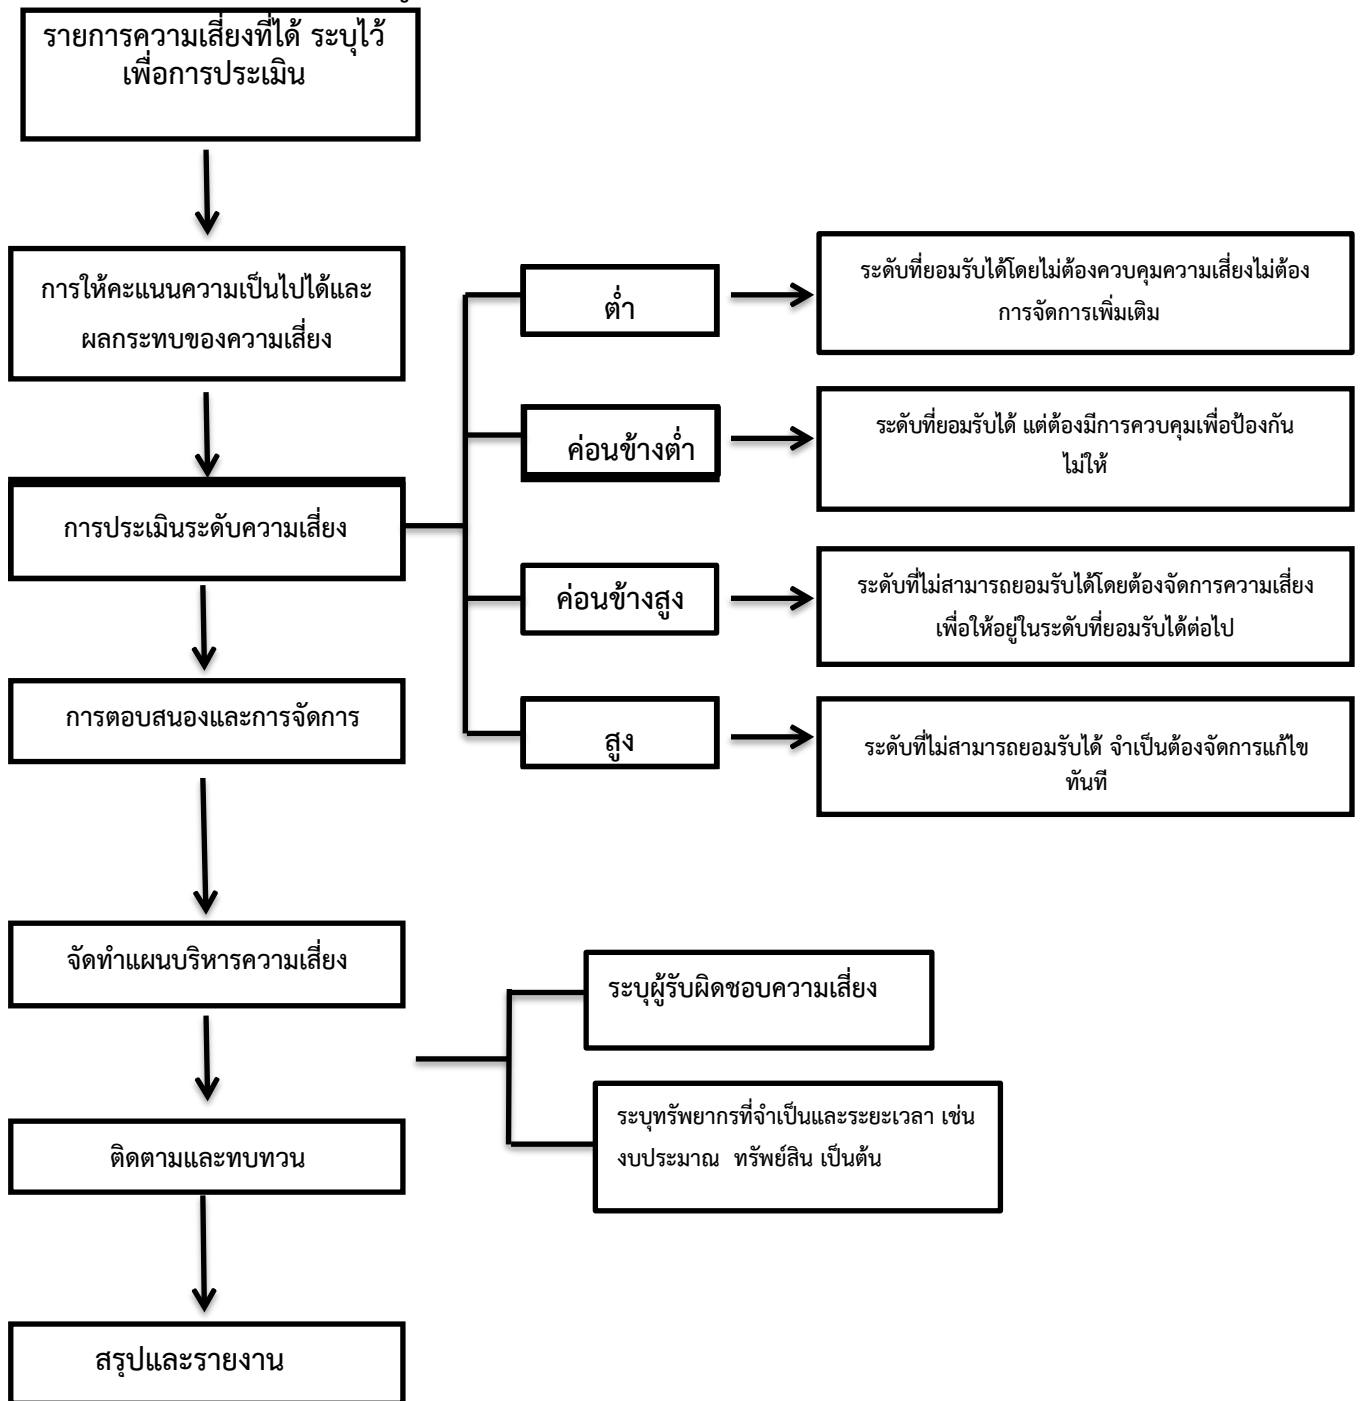 รายการความเสี่ยงที่ได้ ระบุไว้
เพื่อการประเมิน
การให้คะแนนความเป็นไปได้และ
ผลกระทบของความเสี่ยง
การประเมินระดับความเสี่ยง
ต่ำ
ระดับที่ยอมรับได้โดยไม่ต้องควบคุมความเสี่ยงไม่ต้อง
การจัดการเพิ่มเติม
ค่อนข้างต่ำ
ระดับที่ยอมรับได้ แต่ต้องมีการควบคุมเพื่อป้องกัน
ไม่ให้
ค่อนข้างสูง
ระดับที่ไม่สามารถยอมรับได้โดยต้องจัดการความเสี่ยง
เพื่อให้อยู่ในระดับที่ยอมรับได้ต่อไป
สูง
ระดับที่ไม่สามารถยอมรับได้ จำเป็นต้องจัดการแก้ไข
ทันที
การตอบสนองและการจัดการ
จัดทำแผนบริหารความเสี่ยง
ระบุผู้รับผิดชอบความเสี่ยง
ระบุทรัพยากรที่จำเป็นและระยะเวลา เช่น
งบประมาณ ทรัพย์สิน เป็นต้น
ติดตามและทบทวน
สรุปและรายงาน